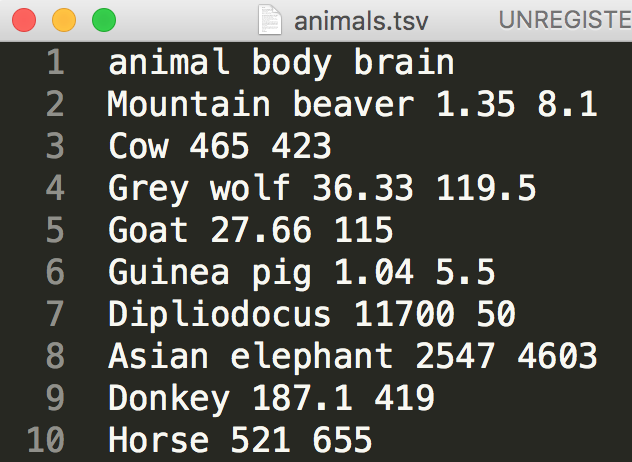 animals.tsv UNREGISTE
1 animal body brain
2 Mountain beaver 1.35 8.1
3 Cow 465 423
4 Grey wolf 36.33 119.5
5 Goat 27.66 115
6 Guinea pig 1.04 5.5
7 Dipliodocus 11700 50
8 Asian elephant 2547 4603
9 Donkey 187.1 419
10 Horse 521 655